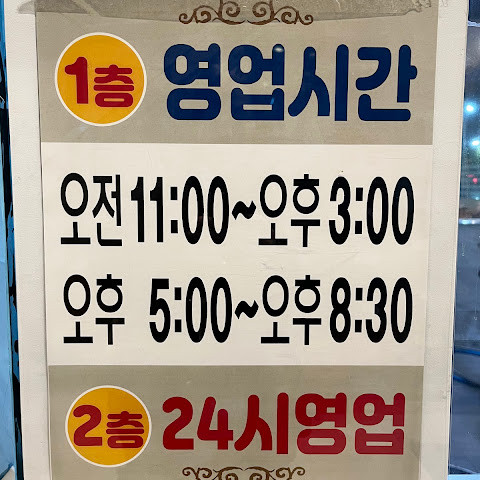 1층 영업시간
오전 11:00~오후 3:00
오후 5:00~오후 8:30
2층 24시영업